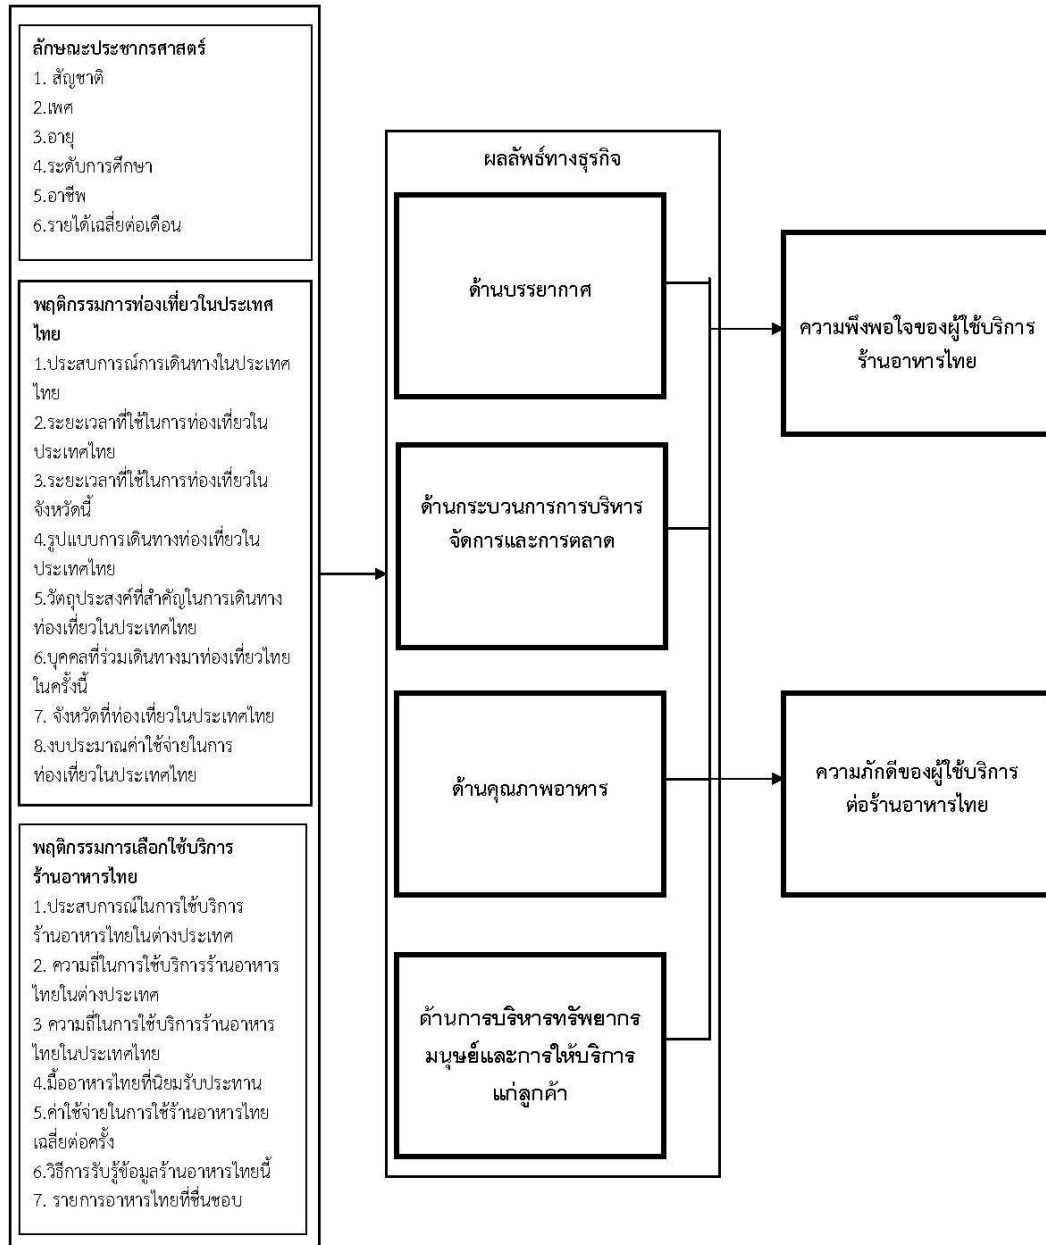 ลักษณะประชากรศาสตร์
1. สัญชาติ
2.เพศ
3.อายุ
4.ระดับการศึกษา
5.อาชีพ
6.รายได้เฉลี่ยต่อเดือน
พฤติกรรมการท่องเที่ยวในประเทศ
ไทย
1.ประสบการณ์การเดินทางในประเทศ
ไทย
2.ระยะเวลาที่ใช้ในการท่องเที่ยวใน
ประเทศไทย
3.ระยะเวลาที่ใช้ในการท่องเที่ยวใน
จังหวัดนี้
4.รูปแบบการเดินทางท่องเที่ยวใน
ประเทศไทย
5.วัตถุประสงค์ที่สำคัญในการเดินทาง
ท่องเที่ยวในประเทศไทย
6.บุคคลที่ร่วมเดินทางมาท่องเที่ยวไทย
ในครั้งนี้
7. จังหวัดที่ท่องเที่ยวในประเทศไทย
8.งบประมาณค่าใช้จ่ายในการ
ท่องเที่ยวในประเทศไทย
พฤติกรรมการเลือกใช้บริการ
ร้านอาหารไทย
1.ประสบการณ์ในการใช้บริการ
ร้านอาหารไทยในต่างประเทศ
2. ความถี่ในการใช้บริการร้านอาหาร
ไทยในต่างประเทศ
3 ความถี่ในการใช้บริการร้านอาหาร
ไทยในประเทศไทย
4.มื้ออาหารไทยที่นิยมรับประทาน
5.ค่าใช้จ่ายในการใช้ร้านอาหารไทย
เฉลี่ยต่อครั้ง
6.วิธีการรับรู้ข้อมูลร้านอาหารไทยนี้
7. รายการอาหารไทยที่ชื่นชอบ
ผลลัพธ์ทางธุรกิจ
ด้านบรรยากาศ
ด้านกระบวนการการบริหาร
จัดการและการตลาด
ด้านคุณภาพอาหาร
ด้านการบริหารทรัพยากร
มนุษย์และการให้บริการ
แก่ลูกค้า
ความพึงพอใจของผู้ใช้บริการ
ร้านอาหารไทย
ความภักดีของผู้ใช้บริการ
ต่อร้านอาหารไทย